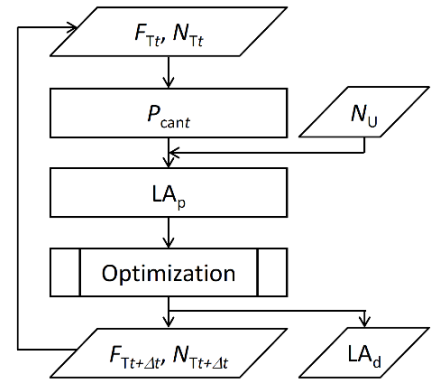 F_Tt, N_Tt
P_cant
N_U
LA_p
Optimization
F_Tt+Δt, N_Tt+Δt
LA_d